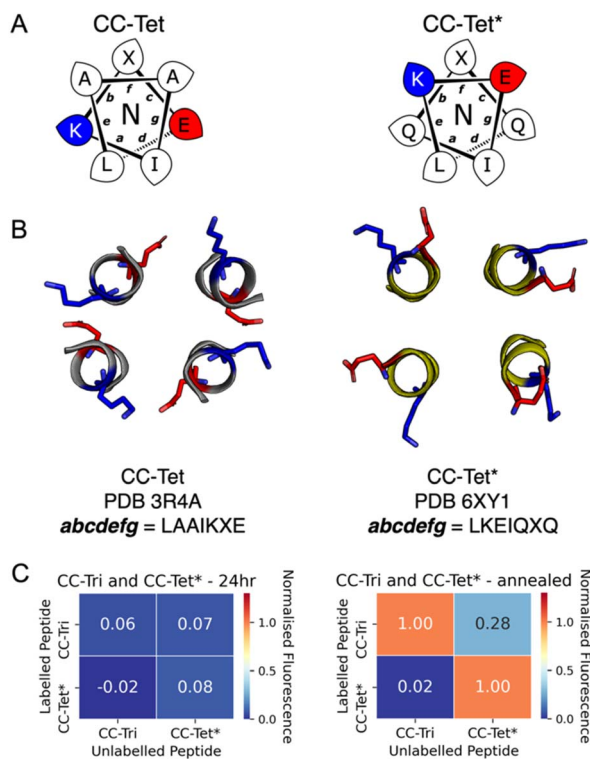 A
CC-Tet
CC-Tet*
A
X
A
b
f
c
K
e
N
g
E
a
d
L
I
K
X
E
b
f
c
Q
e
N
g
Q
a
d
L
I
B
CC-Tet
PDB 3R4A
abcdefg = LAAIKXE
CC-Tet*
PDB 6XY1
abcdefg = LKEIQXQ
C
CC-Tri and CC-Tet* - 24hr
Labelled Peptide
CC-Tri
CC-Tet*
0.06
0.07
-0.02
0.08
CC-Tri
CC-Tet*
Unlabelled Peptide
1.0
0.5
0.0
Normalised Fluorescence
CC-Tri and CC-Tet* - annealed
Labelled Peptide
CC-Tri
CC-Tet*
1.00
0.28
0.02
1.00
CC-Tri
CC-Tet*
Unlabelled Peptide
1.0
0.5
0.0
Normalised Fluorescence